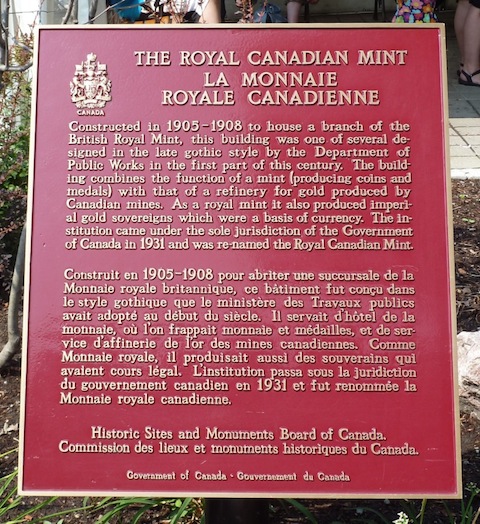 THE ROYAL CANADIAN MINT
LA MONNAIE
ROYALE CANADIENNE
CANADA
Constructed in 1905-1908 to house a branch of the
British Royal Mint, this building was one of several de-
signed in the late gothic style by the Department of
Public Works in the first part of this century. The build-
ing combines the function of a mint (producing coins and
medals) with that of a refinery for gold produced by
Canadian mines. As a royal mint it also produced imperi-
al gold sovereigns which were a basis of currency. The in-
stitution came under the sole jurisdiction of the Government
of Canada in 1931 and was re-named the Royal Canadian Mint.
Construit en 1905-1908 pour abriter une succursale de la
Monnaie royale britannique, ce bâtiment fut conçu dans
le style gothique que le ministère des Travaux publics
avait adopté au début du siècle. Il servait d'hôtel de la
monnaie, où l'on frappait monnaie et médailles, et de ser-
vice d'affinerie de l'or des mines canadiennes. Comme
Monnaie royale, il produisait aussi des souverains qui
avaient cours légal. L'institution passa sous la juridiction
du gouvernement canadien en 1931 et fut renommée la
Monnaie royale canadienne.
Historic Sites and Monuments Board of Canada.
Commission des lieux et monuments historiques du Canada.
Government of Canada - Gouvernement du Canada